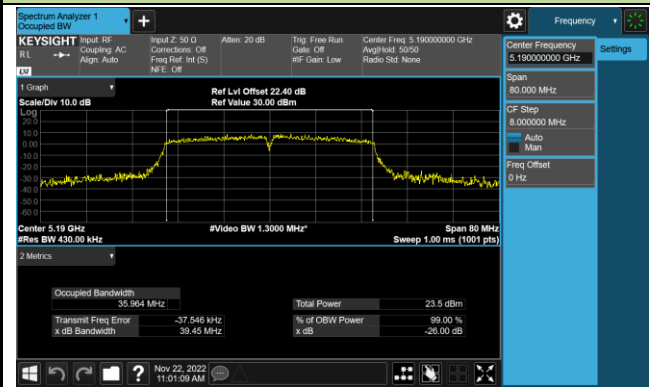 Spectrum Analyzer 1
Occupied BW
Frequency
KEYSIGHT
Input: RF
Input Z: 50 Ω
Atten: 20 dB
Trig: Free Run
Center Freq: 5.190000000 GHz
RL
Coupling: AC
Corrections: Off
Gate: Off
Avg|Hold: 50/50
Align: Auto
Freq Ref: Int (S)
#IF Gain: Low
Radio Std: None
NFE: Off
Center Frequency
5.190000000 GHz
Settings
Span
80.000 MHz
CF Step
8.000000 MHz
Auto
Man
Freq Offset
0 Hz
1 Graph
Ref Lvl Offset 22.40 dB
Scale/Div 10.0 dB
Ref Value 30.00 dBm
Log
20.0
10.0
0.00
-10.0
-20.0
-30.0
-40.0
-50.0
-60.0
Center 5.19 GHz
#Video BW 1.3000 MHz*
Span 80 MHz
#Res BW 430.00 kHz
Sweep 1.00 ms (1001 pts)
2 Metrics
Occupied Bandwidth
35.964 MHz
Total Power
23.5 dBm
Transmit Freq Error
-37.546 kHz
% of OBW Power
99.00 %
x dB Bandwidth
39.45 MHz
x dB
-26.00 dB
?
Nov 22, 2022
11:01:09 AM